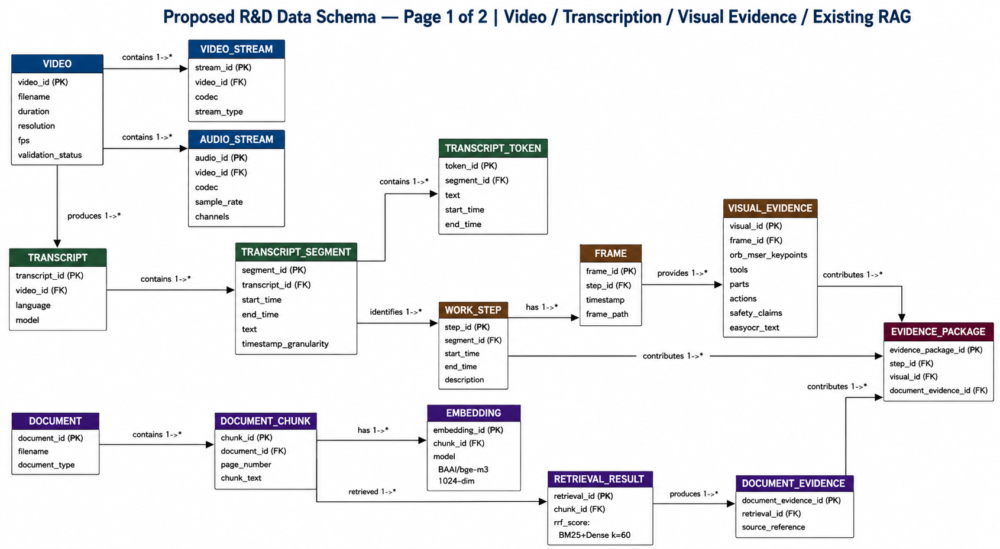 Proposed R&D Data Schema — Page 1 of 2 | Video / Transcription / Visual Evidence / Existing RAG
VIDEO
video_id (PK)
filename
duration
resolution
fps
validation_status
contains 1->*
VIDEO_STREAM
stream_id (PK)
video_id (FK)
codec
stream_type
contains 1->*
AUDIO_STREAM
audio_id (PK)
video_id (FK)
codec
sample_rate
channels
produces 1->*
TRANSCRIPT
transcript_id (PK)
video_id (FK)
language
model
contains 1->*
TRANSCRIPT_SEGMENT
segment_id (PK)
transcript_id (FK)
start_time
end_time
text
timestamp_granularity
contains 1->*
TRANSCRIPT_TOKEN
token_id (PK)
segment_id (FK)
text
start_time
end_time
identifies 1->*
WORK_STEP
step_id (PK)
segment_id (FK)
start_time
end_time
description
has 1->*
FRAME
frame_id (PK)
step_id (FK)
timestamp
frame_path
provides 1->*
VISUAL_EVIDENCE
visual_id (PK)
frame_id (FK)
orb_mser_keypoints
tools
parts
actions
safety_claims
easyocr_text
contributes 1->*
contributes 1->*
EVIDENCE_PACKAGE
evidence_package_id (PK)
step_id (FK)
visual_id (FK)
document_evidence_id (FK)
contributes 1->*
DOCUMENT
document_id (PK)
filename
document_type
contains 1->*
DOCUMENT_CHUNK
chunk_id (PK)
document_id (FK)
page_number
chunk_text
has 1->*
EMBEDDING
embedding_id (PK)
chunk_id (FK)
model
BAAI/bge-m3
1024-dim
retrieved 1->*
RETRIEVAL_RESULT
retrieval_id (PK)
chunk_id (FK)
rrf_score:
BM25+Dense k=60
produces 1->*
DOCUMENT_EVIDENCE
document_evidence_id (PK)
retrieval_id (FK)
source_reference